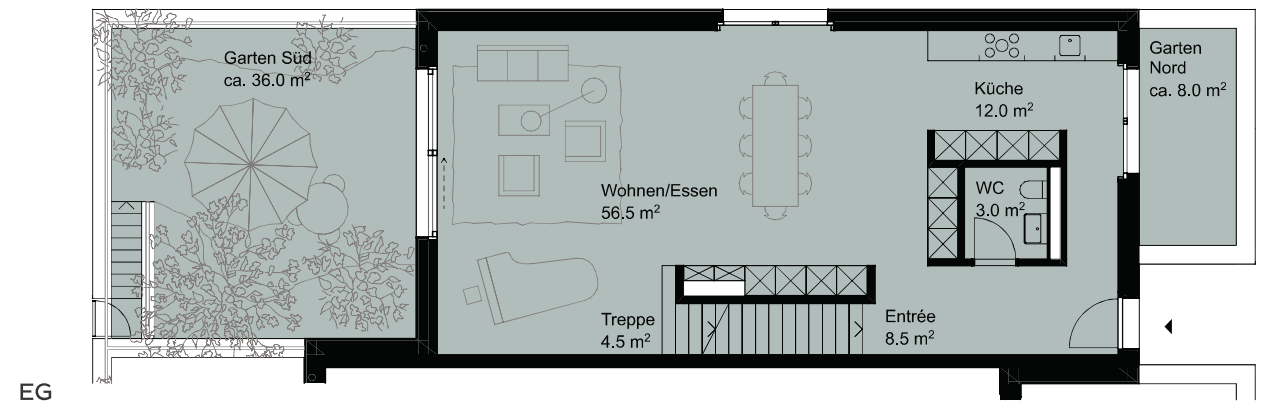 Garten Süd
ca. 36.0 m²
Wohnen/Essen
56.5 m²
Treppe
4.5 m²
Entrée
8.5 m²
Küche
12.0 m²
WC
3.0 m²
Garten
Nord
ca. 8.0 m²
EG